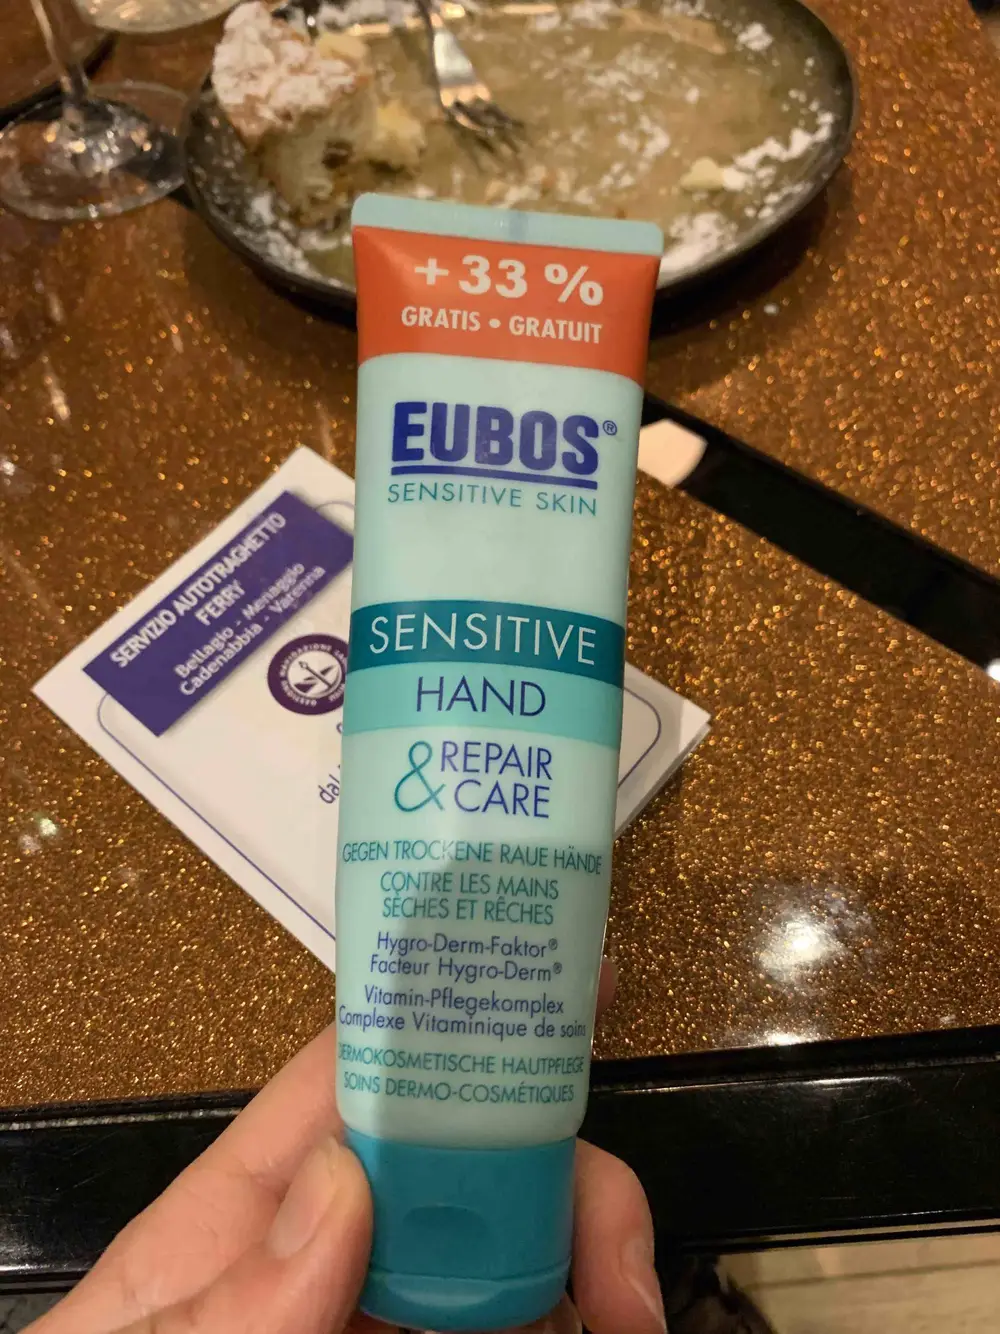 +33 %
GRATIS • GRATUIT
EUBOS®
SENSITIVE SKIN
SENSITIVE
HAND
& REPAIR
CARE
GEGEN TROCKENE RAUE HÄNDE
CONTRE LES MAINS
SÈCHES ET RÊCHES
Hygro-Derm-Faktor®
Facteur Hygro-Derm®
Vitamin-Pflegekomplex
Complexe Vitaminique de soins
DERMOKOSMETISCHE HAUTPFLEGE
SOINS DERMO-COSMÉTIQUES
SERVIZIO AUTOTRAGHETTO
FERRY
Bellagio - Menaggio
Cadenabbia - Varenna